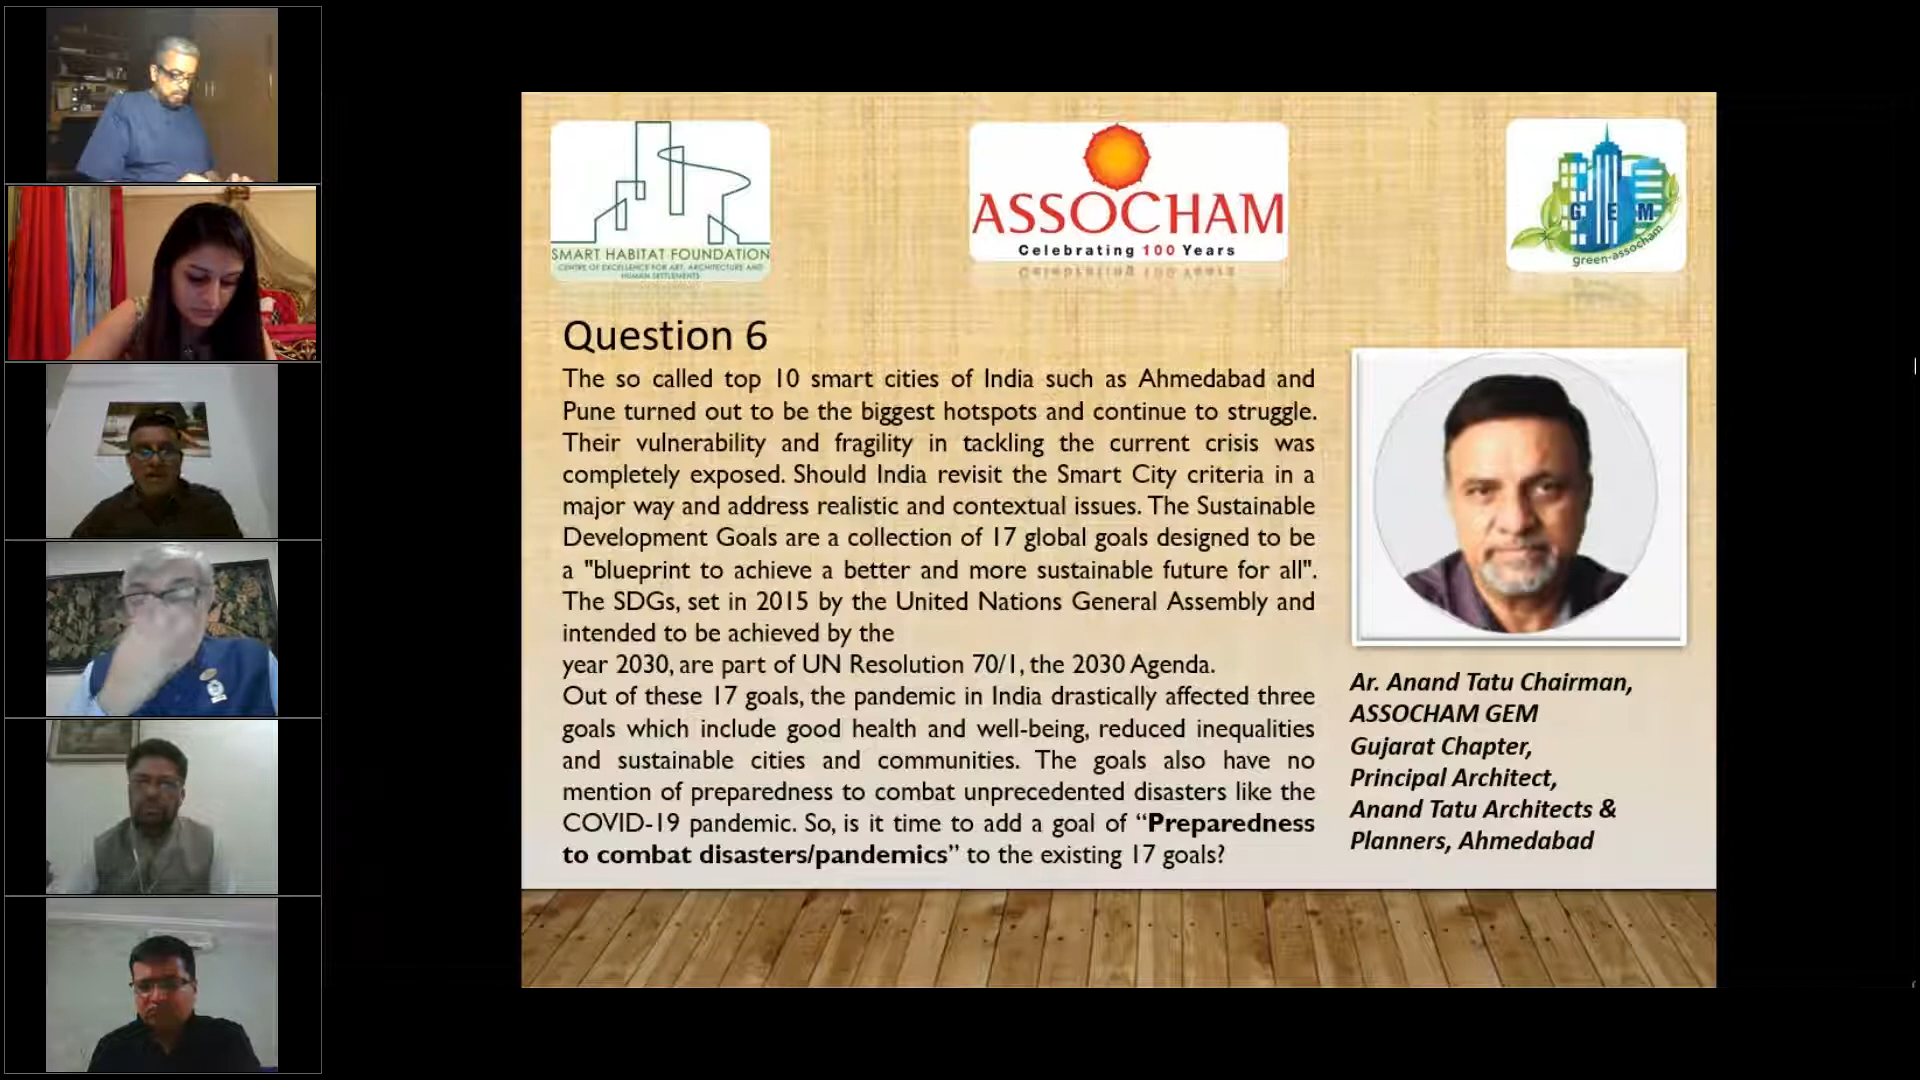 SMART HABITAT FOUNDATION
CENTRE OF EXCELLENCE FOR ART, ARCHITECTURE AND
HUMAN SETTLEMENTS
ASSOCHAM
Celebrating 100 Years
G E M
green-assocham
Question 6
The so called top 10 smart cities of India such as Ahmedabad and
Pune turned out to be the biggest hotspots and continue to struggle.
Their vulnerability and fragility in tackling the current crisis was
completely exposed. Should India revisit the Smart City criteria in a
major way and address realistic and contextual issues. The Sustainable
Development Goals are a collection of 17 global goals designed to be
a "blueprint to achieve a better and more sustainable future for all".
The SDGs, set in 2015 by the United Nations General Assembly and
intended to be achieved by the
year 2030, are part of UN Resolution 70/1, the 2030 Agenda.
Out of these 17 goals, the pandemic in India drastically affected three
goals which include good health and well-being, reduced inequalities
and sustainable cities and communities. The goals also have no
mention of preparedness to combat unprecedented disasters like the
COVID-19 pandemic. So, is it time to add a goal of “Preparedness
to combat disasters/pandemics” to the existing 17 goals?
Ar. Anand Tatu Chairman,
ASSOCHAM GEM
Gujarat Chapter,
Principal Architect,
Anand Tatu Architects &
Planners, Ahmedabad